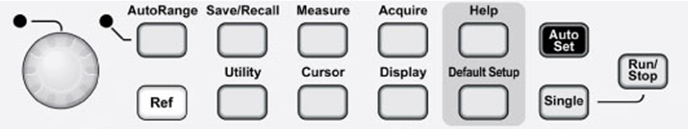 AutoRange Save/Recall Measure Acquire Help
Auto
Set
Utility Cursor Display Default Setup
Run/
Stop
Ref
Single